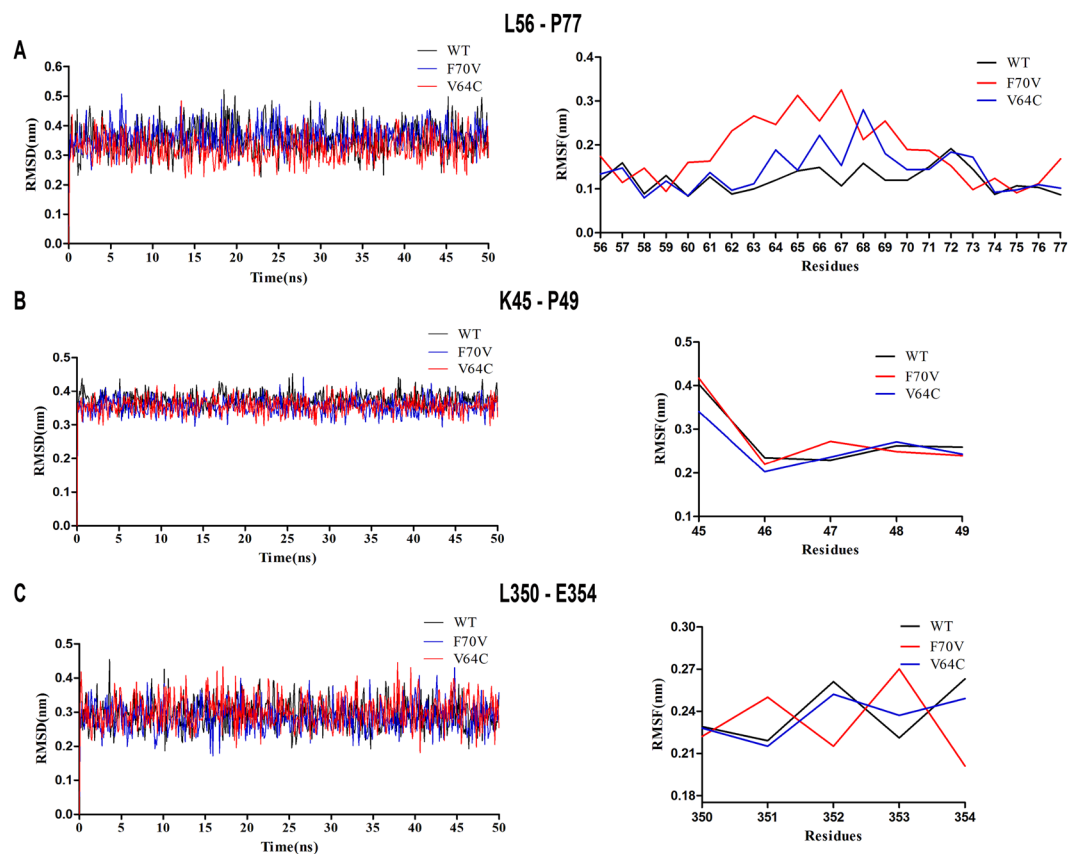 L56 - P77
A
WT
F70V
V64C
RMSD(nm)
0.6
0.5
0.4
0.3
0.2
0.1
0.0
0 5 10 15 20 25 30 35 40 45 50
Time(ns)
WT
F70V
V64C
RMSF(nm)
0.4
0.3
0.2
0.1
0.0
56 57 58 59 60 61 62 63 64 65 66 67 68 69 70 71 72 73 74 75 76 77
Residues
B
K45 - P49
WT
F70V
V64C
RMSD(nm)
0.5
0.4
0.3
0.2
0.1
0.0
0 5 10 15 20 25 30 35 40 45 50
Time(ns)
WT
F70V
V64C
RMSF(nm)
0.5
0.4
0.3
0.2
0.1
45 46 47 48 49
Residues
C
L350 - E354
WT
F70V
V64C
RMSD(nm)
0.5
0.4
0.3
0.2
0.1
0.0
0 5 10 15 20 25 30 35 40 45 50
Time(ns)
WT
F70V
V64C
RMSF(nm)
0.30
0.27
0.24
0.21
0.18
350 351 352 353 354
Residues